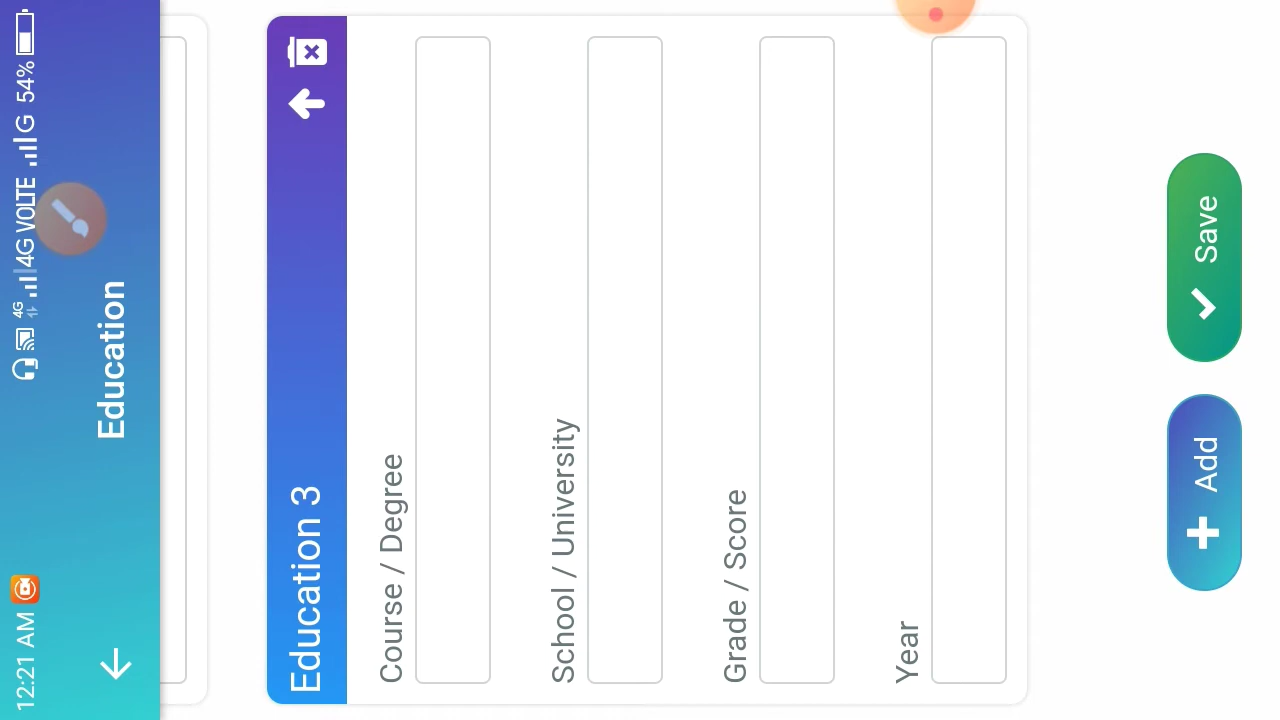 12:21 AM 4G 4G VOLTE G 54%
Education
Education 3
Course / Degree
School / University
Grade / Score
Year
Add
Save